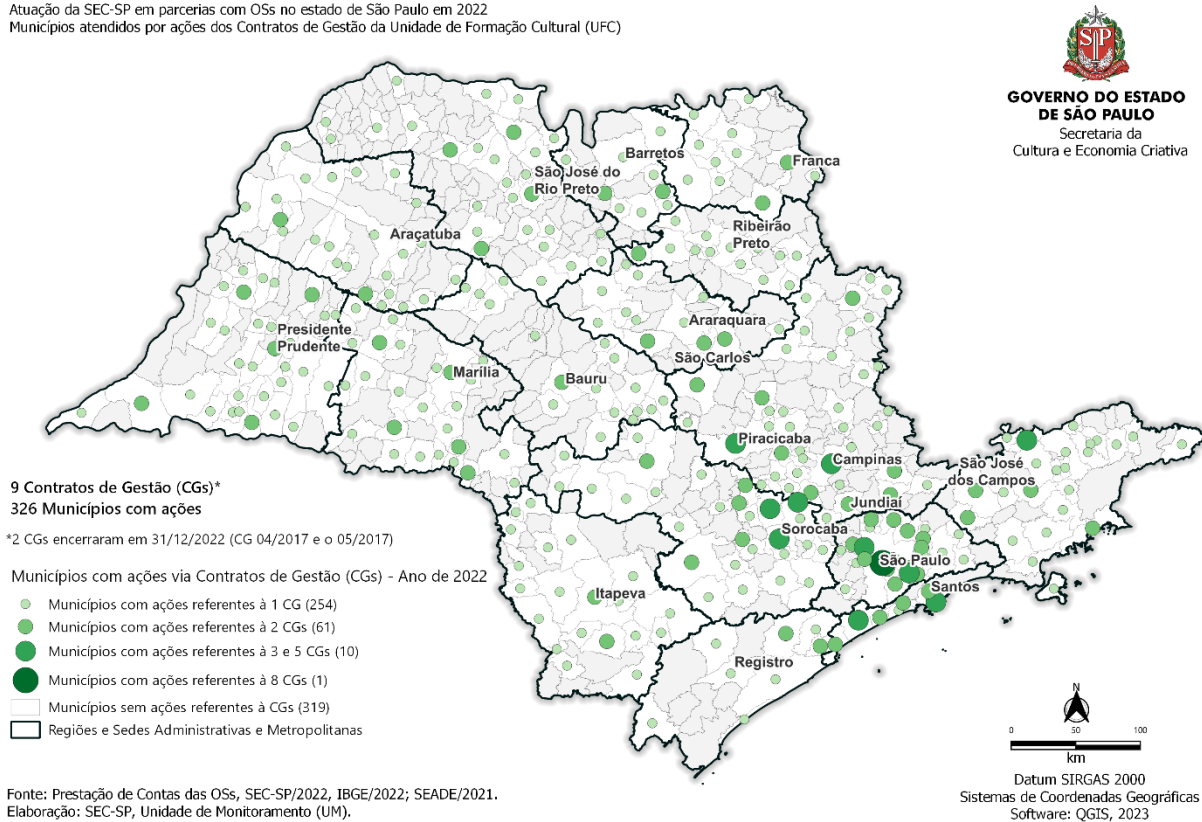 Atuação da SEC-SP em parcerias com OSs no estado de São Paulo em 2022
Municípios atendidos por ações dos Contratos de Gestão da Unidade de Formação Cultural (UFC)
SP
GOVERNO DO ESTADO
DE SÃO PAULO
Secretaria da
Cultura e Economia Criativa
Barretos
Franca
São José do
Rio Preto
Ribeirão
Preto
Araçatuba
Araraquara
Presidente
Prudente
São Carlos
Marília
Bauru
Piracicaba
Campinas
São José
dos Campos
Jundiaí
Sorocaba
São Paulo
Santos
Itapeva
Registro
9 Contratos de Gestão (CGs)*
326 Municípios com ações
*2 CGs encerraram em 31/12/2022 (CG 04/2017 e o 05/2017)
Municípios com ações via Contratos de Gestão (CGs) - Ano de 2022
Municípios com ações referentes à 1 CG (254)
Municípios com ações referentes à 2 CGs (61)
Municípios com ações referentes à 3 e 5 CGs (10)
Municípios com ações referentes à 8 CGs (1)
Municípios sem ações referentes à CGs (319)
Regiões e Sedes Administrativas e Metropolitanas
N
0 50 100
km
Datum SIRGAS 2000
Sistemas de Coordenadas Geográficas
Software: QGIS, 2023
Fonte: Prestação de Contas das OSs, SEC-SP/2022, IBGE/2022; SEADE/2021.
Elaboração: SEC-SP, Unidade de Monitoramento (UM).